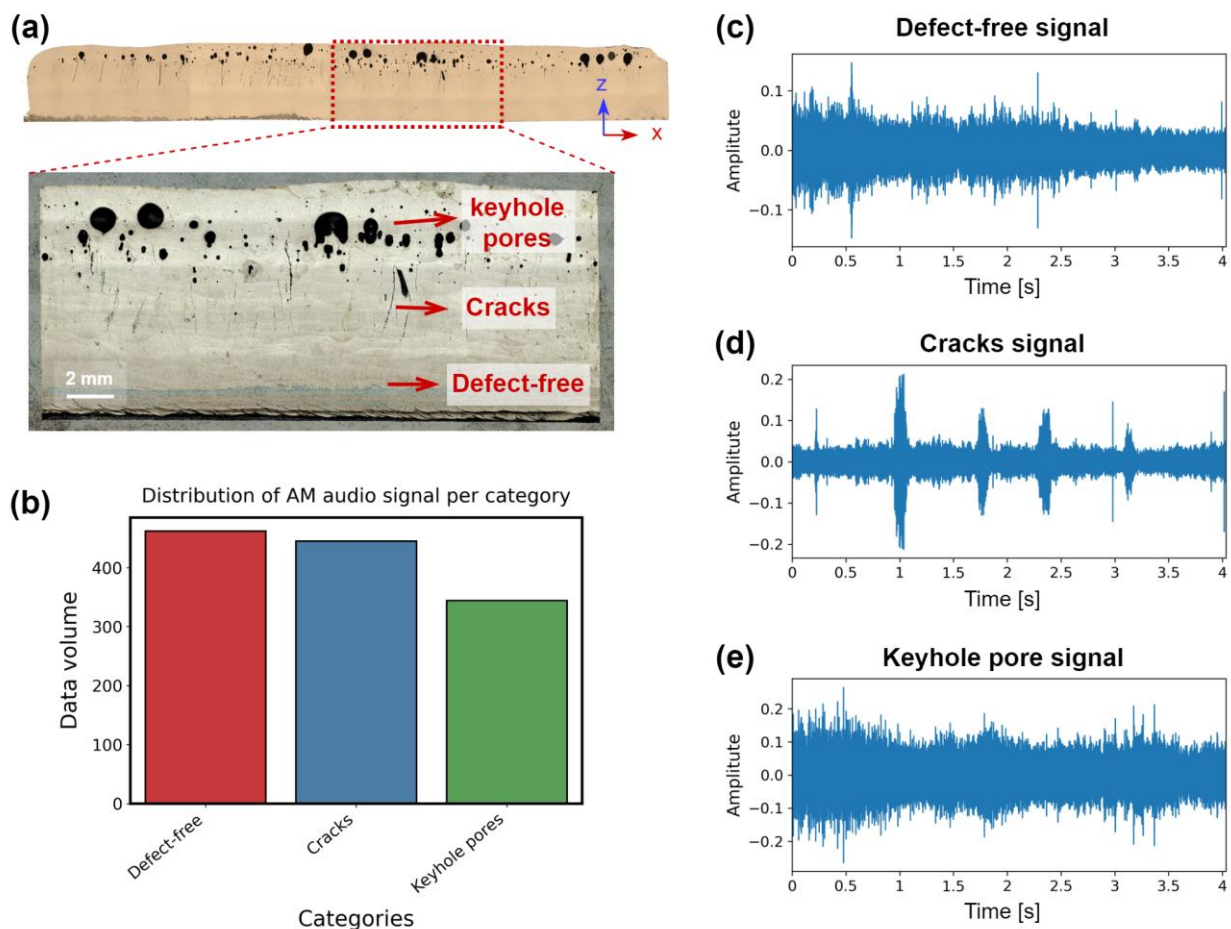 (a)
z
x
keyhole
pores
Cracks
Defect-free
2 mm
(b)
Distribution of AM audio signal per category
Data volume
400
300
200
100
0
Defect-free
Cracks
Keyhole pores
Categories
(c)
Defect-free signal
Amplitute
0.1
0.0
−0.1
0 0.5 1 1.5 2 2.5 3 3.5 4
Time [s]
(d)
Cracks signal
Amplitute
0.2
0.1
0.0
−0.1
−0.2
0 0.5 1 1.5 2 2.5 3 3.5 4
Time [s]
(e)
Keyhole pore signal
Amplitute
0.2
0.1
0.0
−0.1
−0.2
0 0.5 1 1.5 2 2.5 3 3.5 4
Time [s]